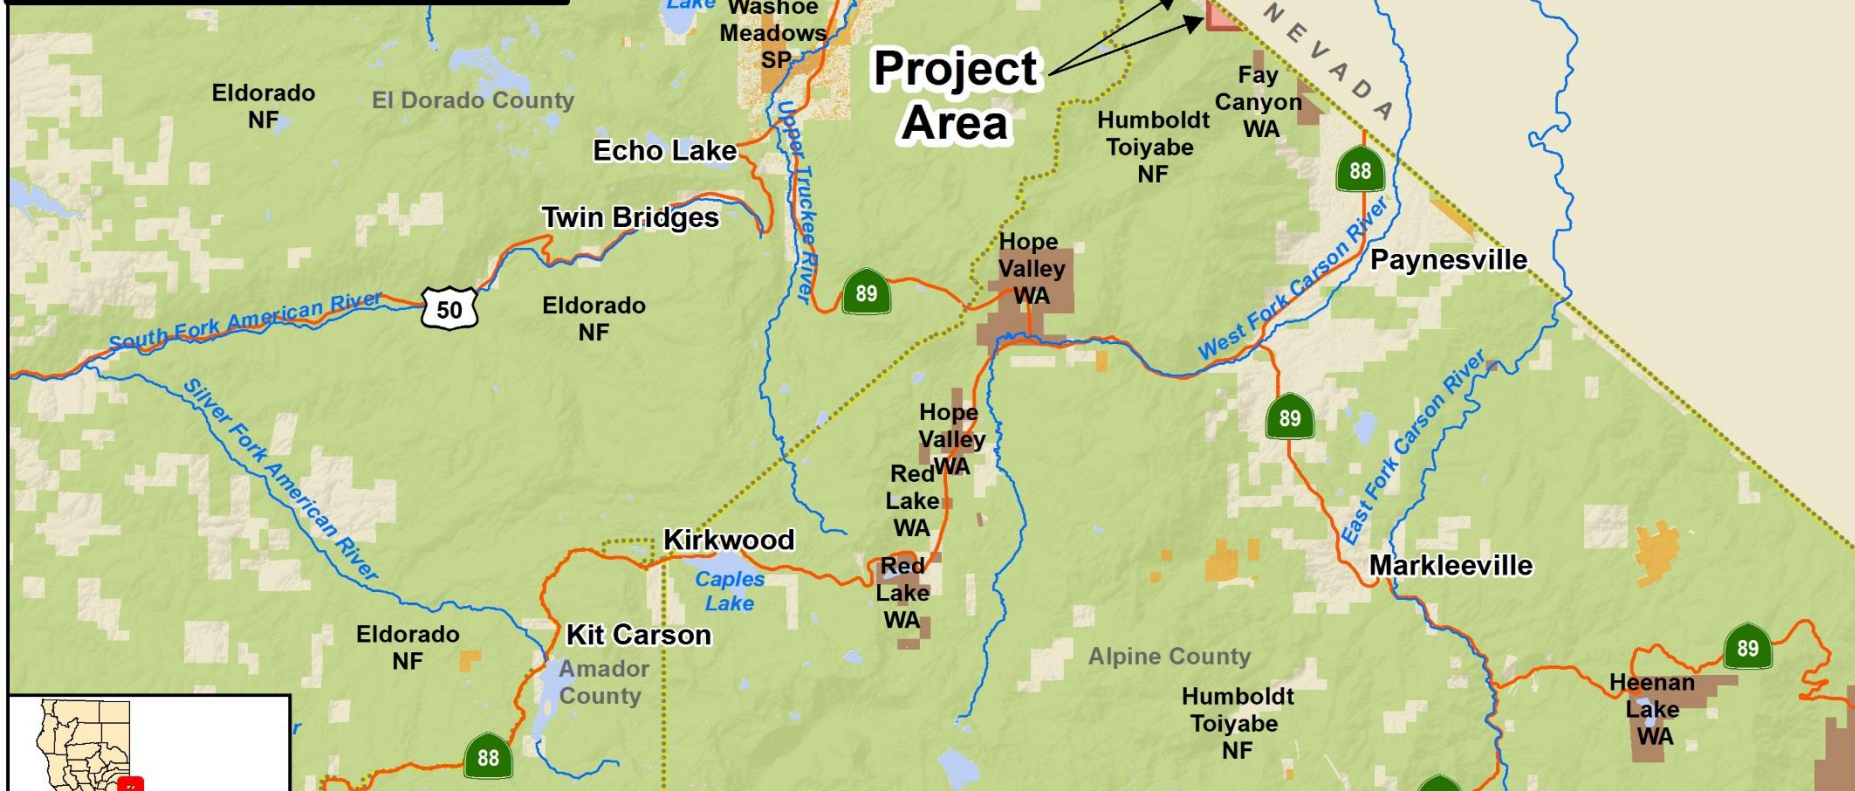 Lake
Washoe
Meadows
SP
Project
Area
NEVADA
Fay
Canyon
WA
Eldorado
NF
El Dorado County
Humboldt
Toiyabe
NF
Echo Lake
Upper Truckee River
88
Twin Bridges
Hope
Valley
WA
West Fork Carson River
Paynesville
89
50
South Fork American River
Eldorado
NF
Silver Fork American River
Hope
Valley
WA
89
East Fork Carson River
Red
Lake
WA
Kirkwood
Caples
Lake
Red
Lake
WA
Markleeville
Eldorado
NF
Kit Carson
Amador
County
Alpine County
89
Humboldt
Toiyabe
NF
Heenan
Lake
WA
r
88